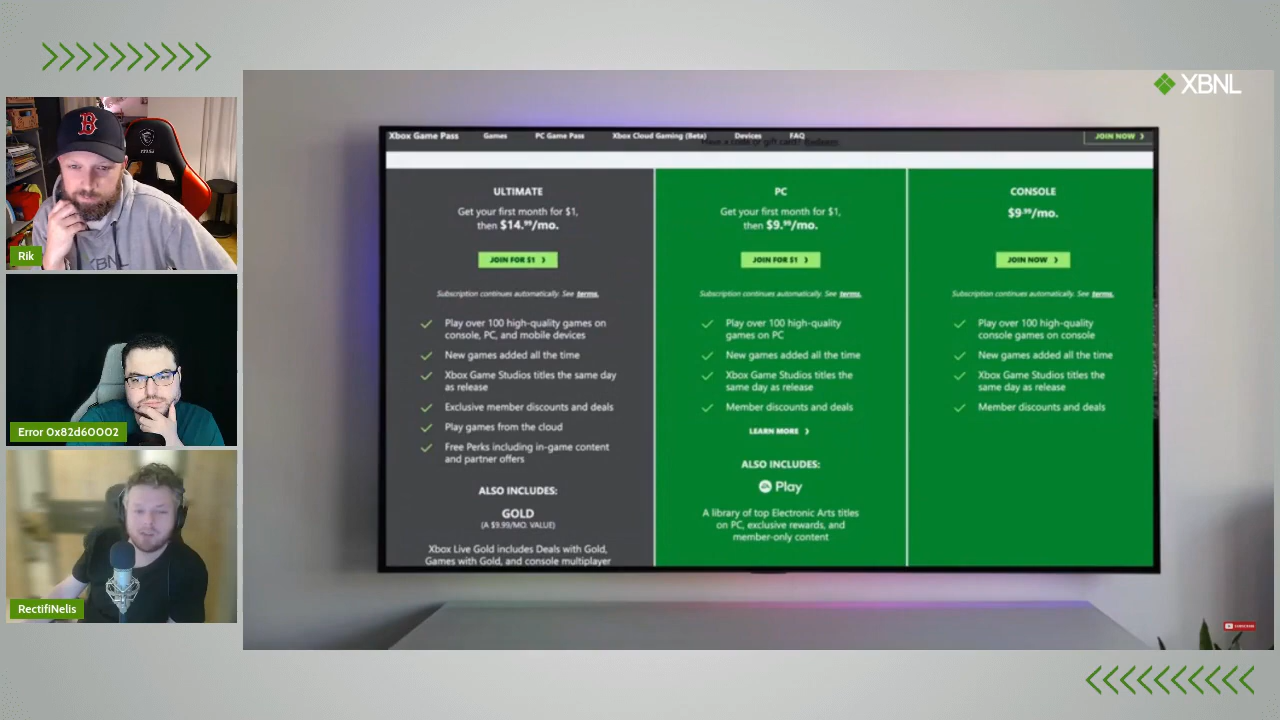 XBNL
Rik
XBNL
Error 0x82d60002
RectifiNelis
Xbox Game Pass
Games
PC Game Pass
Xbox Cloud Gaming (Beta)
Devices
FAQ
JOIN NOW
Have a code or gift card? Redeem
ULTIMATE
Get your first month for $1,
then $14.99/mo.
JOIN FOR $1
Subscription continues automatically. See terms.
Play over 100 high-quality games on
console, PC, and mobile devices
New games added all the time
Xbox Game Studios titles the same day
as release
Exclusive member discounts and deals
Play games from the cloud
Free Perks including in-game content
and partner offers
ALSO INCLUDES:
GOLD
(A $9.99/MO. VALUE)
Xbox Live Gold includes Deals with Gold,
Games with Gold, and console multiplayer
PC
Get your first month for $1,
then $9.99/mo.
JOIN FOR $1
Subscription continues automatically. See terms.
Play over 100 high-quality
games on PC
New games added all the time
Xbox Game Studios titles the
same day as release
Member discounts and deals
LEARN MORE
ALSO INCLUDES:
EA Play
A library of top Electronic Arts titles
on PC, exclusive rewards, and
member-only content
CONSOLE
$9.99/mo.
JOIN NOW
Subscription continues automatically. See terms.
Play over 100 high-quality
console games on console
New games added all the time
Xbox Game Studios titles the
same day as release
Member discounts and deals
SUBSCRIBE